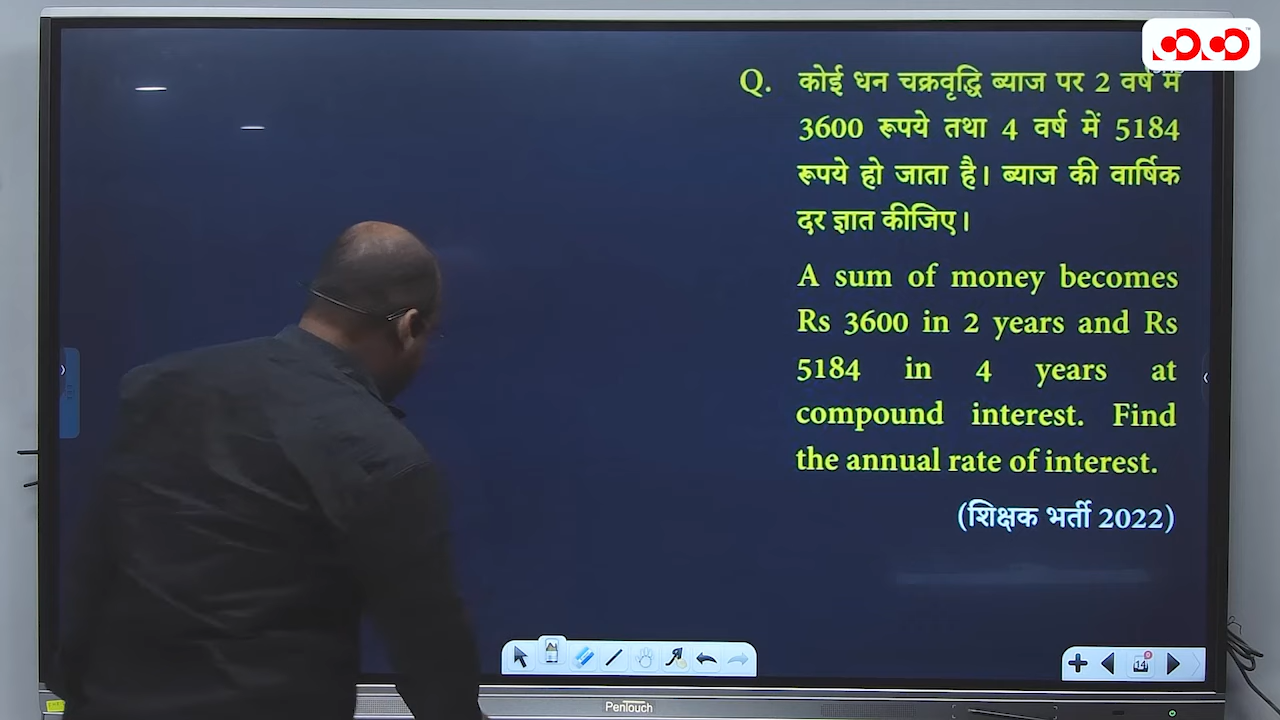 Q. कोई धन चक्रवृद्धि ब्याज पर 2 वर्ष में
3600 रूपये तथा 4 वर्ष में 5184
रूपये हो जाता है। ब्याज की वार्षिक
दर ज्ञात कीजिए।
A sum of money becomes
Rs 3600 in 2 years and Rs
5184 in 4 years at
compound interest. Find
the annual rate of interest.
(शिक्षक भर्ती 2022)
14
PenTouch